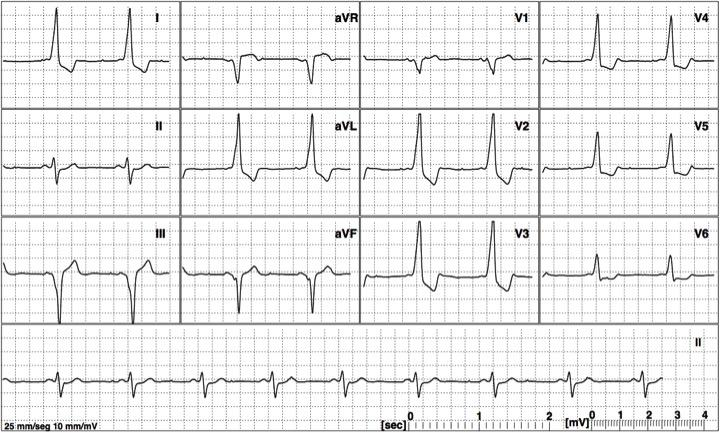 I aVR V1 V4
II aVL V2 V5
III aVF V3 V6
II
25 mm/seg 10 mm/mV [sec] 0 1 2 [mV] 0 1 2 3 4